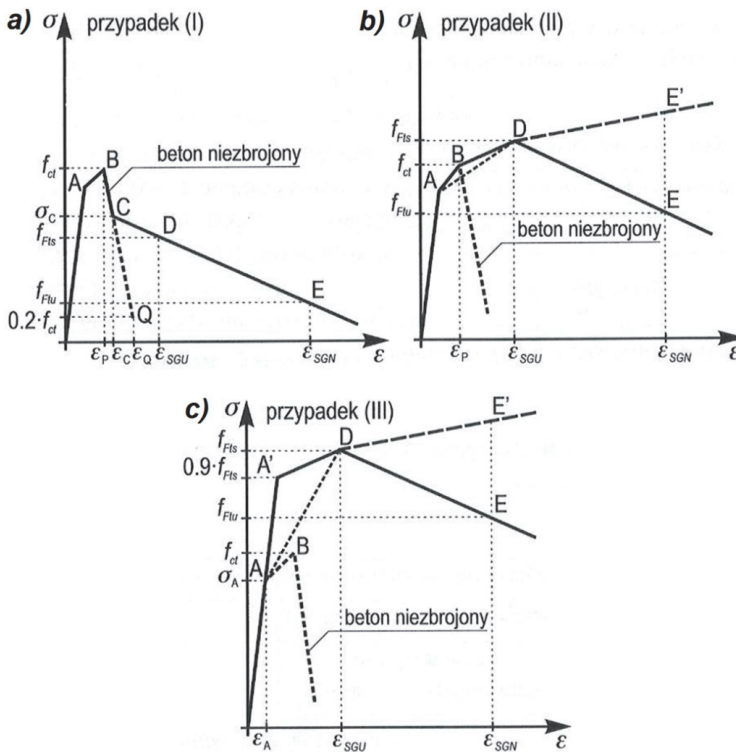 a) σ przypadek (I)
f_ct
σ_C
f_Fts
f_Ftu
0.2·f_ct
A B C D E Q
beton niezbrojony
ε_P ε_C ε_Q ε_SGU ε_SGN ε
b) σ przypadek (II)
f_Fts
f_ct
f_Ftu
A B D E' E
beton niezbrojony
ε_P ε_SGU ε_SGN ε
c) σ przypadek (III)
f_Fts
0.9·f_Fts
f_Ftu
f_ct
σ_A
A' A B D E' E
beton niezbrojony
ε_A ε_SGU ε_SGN ε